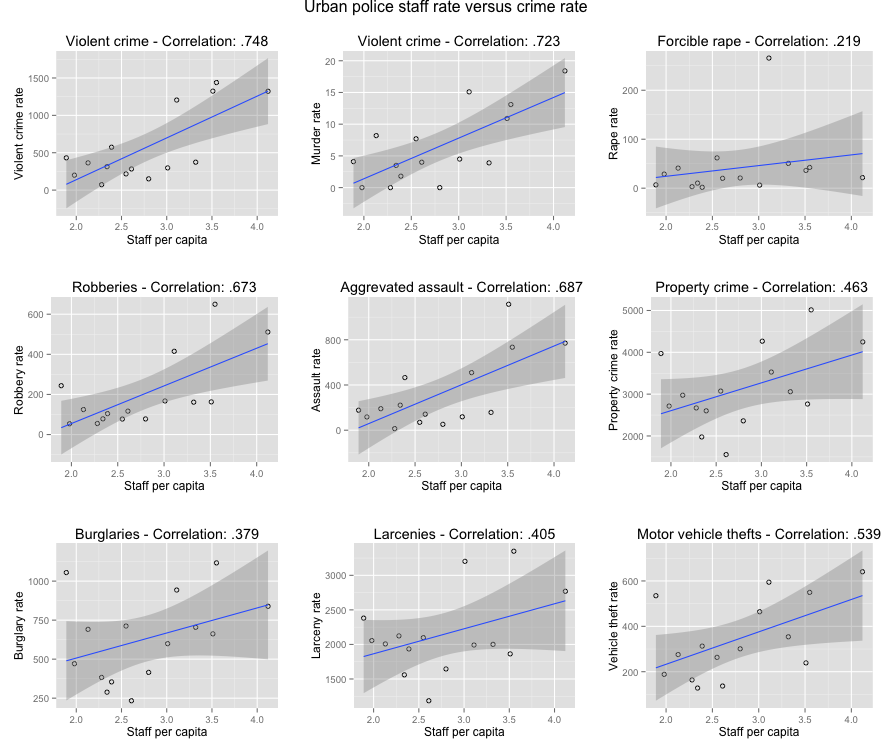 Urban police staff rate versus crime rate
Violent crime - Correlation: .748
Violent crime - Correlation: .723
Forcible rape - Correlation: .219
Violent crime rate
1500
1000
500
0
2.0 2.5 3.0 3.5 4.0
Staff per capita
Murder rate
20
15
10
5
0
2.0 2.5 3.0 3.5 4.0
Staff per capita
Rape rate
200
100
0
2.0 2.5 3.0 3.5 4.0
Staff per capita
Robberies - Correlation: .673
Aggrevated assault - Correlation: .687
Property crime - Correlation: .463
Robbery rate
600
400
200
0
2.0 2.5 3.0 3.5 4.0
Staff per capita
Assault rate
800
400
0
2.0 2.5 3.0 3.5 4.0
Staff per capita
Property crime rate
5000
4000
3000
2000
2.0 2.5 3.0 3.5 4.0
Staff per capita
Burglaries - Correlation: .379
Larcenies - Correlation: .405
Motor vehicle thefts - Correlation: .539
Burglary rate
1000
750
500
250
2.0 2.5 3.0 3.5 4.0
Staff per capita
Larceny rate
3000
2500
2000
1500
2.0 2.5 3.0 3.5 4.0
Staff per capita
Vehicle theft rate
600
400
200
2.0 2.5 3.0 3.5 4.0
Staff per capita